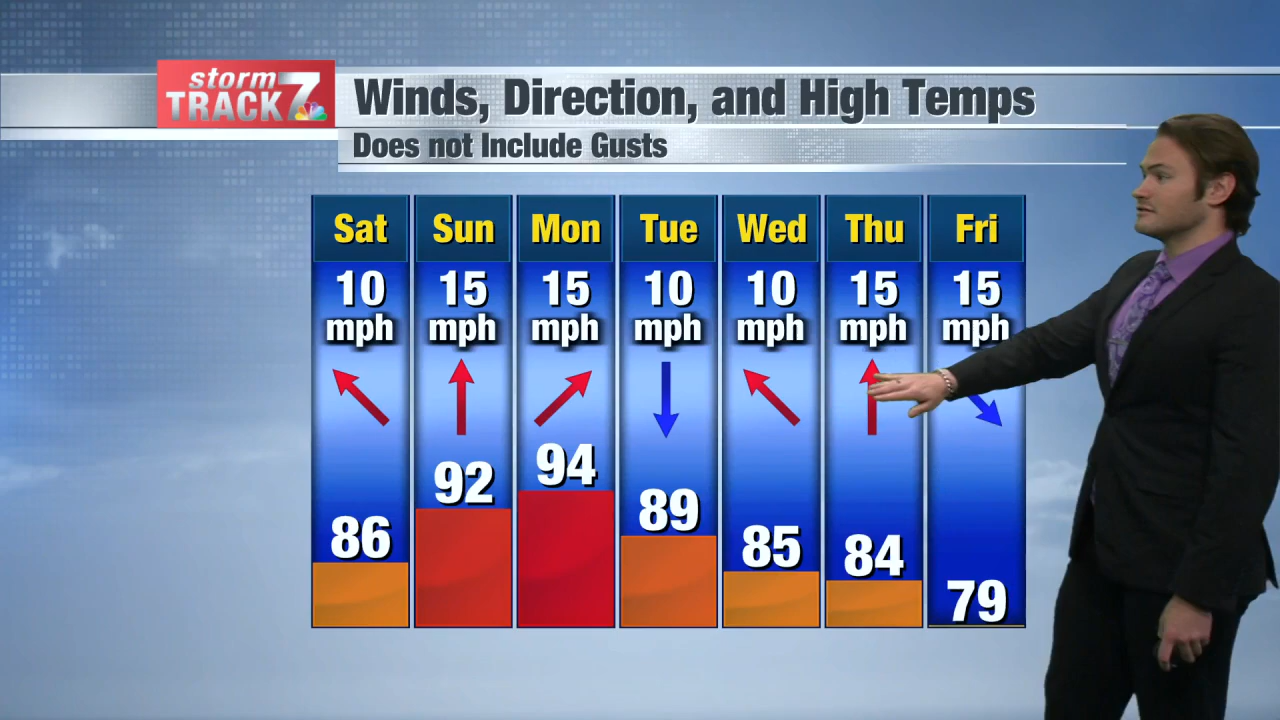 storm
TRACK 7
Winds, Direction, and High Temps
Does not Include Gusts
Sat Sun Mon Tue Wed Thu Fri
10 15 15 10 10 15 15
mph mph mph mph mph mph mph
86 92 94 89 85 84 79